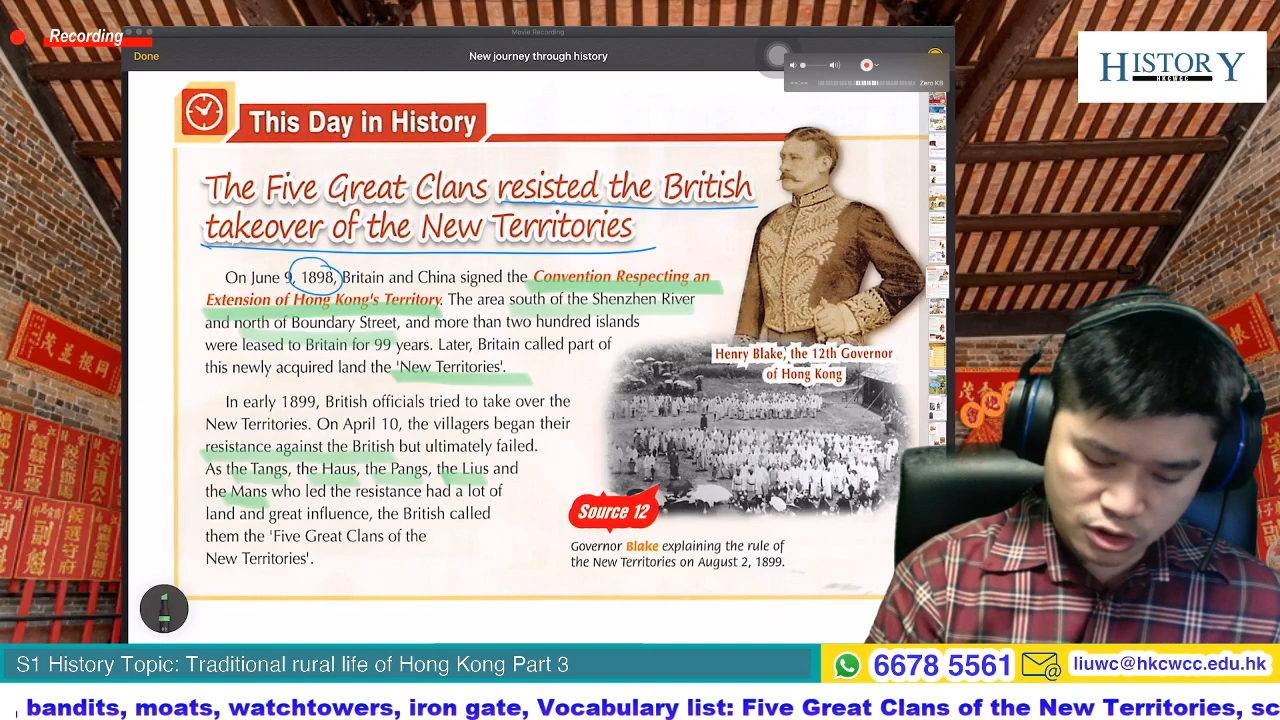 Recording
Movie Recording
Done
New journey through history
Zero KB
HISTORY
HKCWCC
This Day in History
The Five Great Clans resisted the British
takeover of the New Territories
On June 9, 1898, Britain and China signed the Convention Respecting an
Extension of Hong Kong's Territory. The area south of the Shenzhen River
and north of Boundary Street, and more than two hundred islands
were leased to Britain for 99 years. Later, Britain called part of
this newly acquired land the 'New Territories'.
In early 1899, British officials tried to take over the
New Territories. On April 10, the villagers began their
resistance against the British but ultimately failed.
As the Tangs, the Haus, the Pangs, the Lius and
the Mans who led the resistance had a lot of
land and great influence, the British called
them the 'Five Great Clans of the
New Territories'.
Henry Blake, the 12th Governor
of Hong Kong
Source 12
Governor Blake explaining the rule of
the New Territories on August 2, 1899.
S1 History Topic: Traditional rural life of Hong Kong Part 3
6678 5561
liuwc@hkcwcc.edu.hk
, bandits, moats, watchtowers, iron gate, Vocabulary list: Five Great Clans of the New Territories, sc